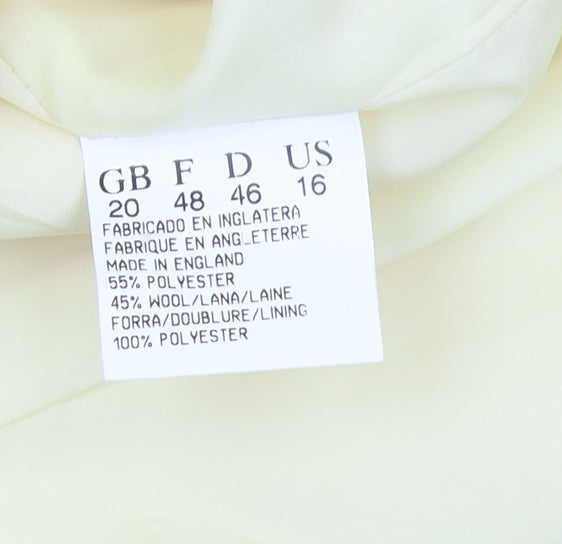 GB F D US
20 48 46 16
FABRICADO EN INGLATERA
FABRIQUE EN ANGLETERRE
MADE IN ENGLAND
55% POLYESTER
45% WOOL/LANA/LAINE
FORRA/DOUBLURE/LINING
100% POLYESTER